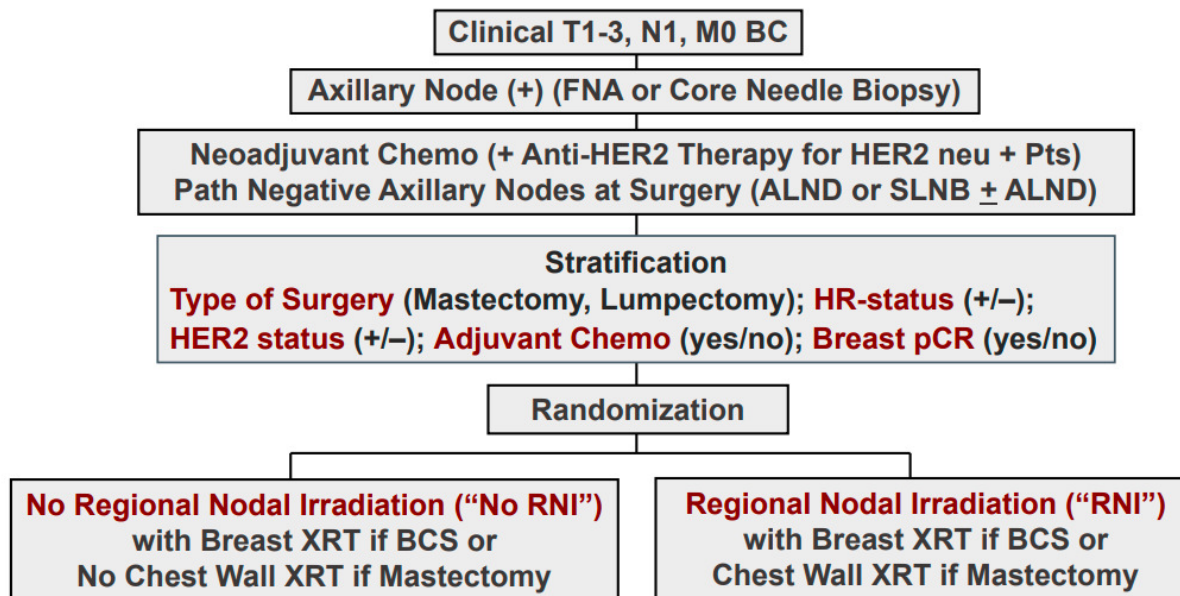 Clinical T1-3, N1, M0 BC
Axillary Node (+) (FNA or Core Needle Biopsy)
Neoadjuvant Chemo (+ Anti-HER2 Therapy for HER2 neu + Pts)
Path Negative Axillary Nodes at Surgery (ALND or SLNB ± ALND)
Stratification
Type of Surgery (Mastectomy, Lumpectomy); HR-status (+/–);
HER2 status (+/–); Adjuvant Chemo (yes/no); Breast pCR (yes/no)
Randomization
No Regional Nodal Irradiation (“No RNI”)
with Breast XRT if BCS or
No Chest Wall XRT if Mastectomy
Regional Nodal Irradiation (“RNI”)
with Breast XRT if BCS or
Chest Wall XRT if Mastectomy